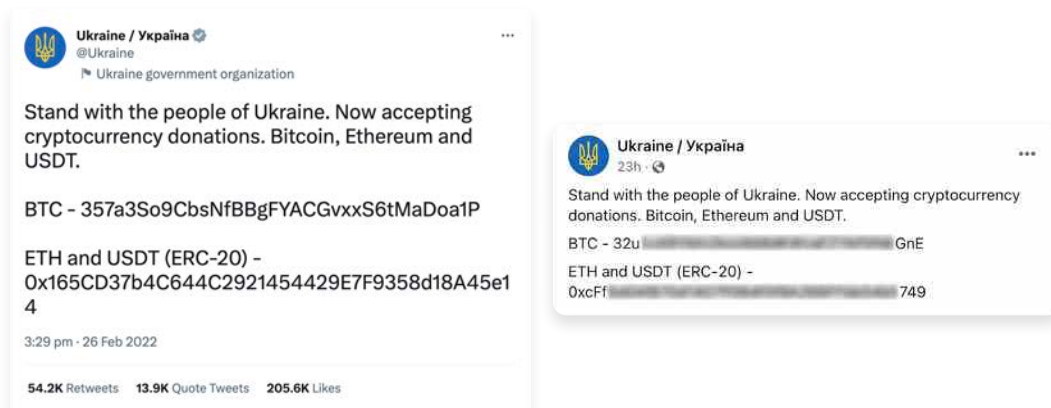 Ukraine / Україна
@Ukraine
Ukraine government organization
Stand with the people of Ukraine. Now accepting
cryptocurrency donations. Bitcoin, Ethereum and
USDT.
BTC - 357a3So9CbsNfBBgFYACGvxxS6tMaDoa1P
ETH and USDT (ERC-20) -
0x165CD37b4C644C2921454429E7F9358d18A45e1
4
3:29 pm · 26 Feb 2022
54.2K Retweets 13.9K Quote Tweets 205.6K Likes
Ukraine / Україна
23h ·
Stand with the people of Ukraine. Now accepting cryptocurrency
donations. Bitcoin, Ethereum and USDT.
BTC - 32u GnE
ETH and USDT (ERC-20) -
0xcFf 749